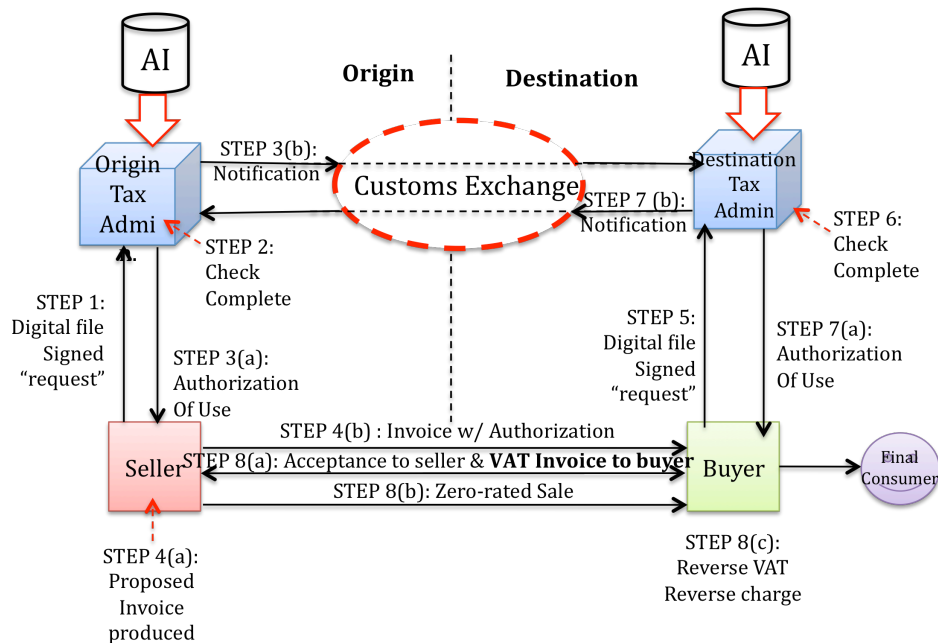 AI
AI
Origin
Destination
STEP 3(b):
Notification
Origin
Tax
Admi
n.
Customs Exchange
Destination
Tax
Admin
STEP 7 (b):
Notification
STEP 2:
Check
Complete
STEP 6:
Check
Complete
STEP 1:
Digital file
Signed
“request”
STEP 3(a):
Authorization
Of Use
STEP 5:
Digital file
Signed
“request”
STEP 7(a):
Authorization
Of Use
STEP 4(b) : Invoice w/ Authorization
Seller
STEP 8(a): Acceptance to seller & VAT Invoice to buyer
Buyer
Final
Consumer
STEP 8(b): Zero-rated Sale
STEP 4(a):
Proposed
Invoice
produced
STEP 8(c):
Reverse VAT
Reverse charge